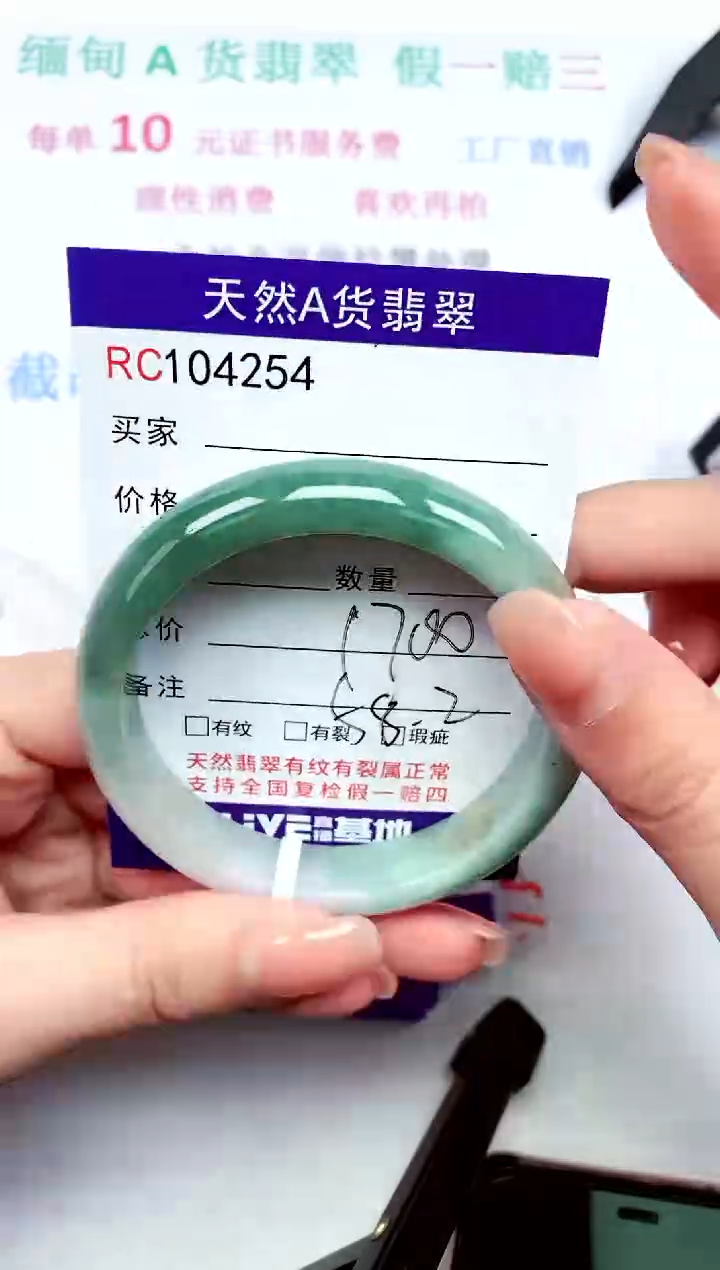 缅甸 A 货翡翠 假一赔三
每单 10 元证书服务费 工厂直销
理性消费 喜欢再拍
天然A货翡翠
RC104254
买家
价格
数量
价
1700
备注
58.2
有纹 有裂 瑕疵
天然翡翠有纹有裂属正常
支持全国复检假一赔四
基地